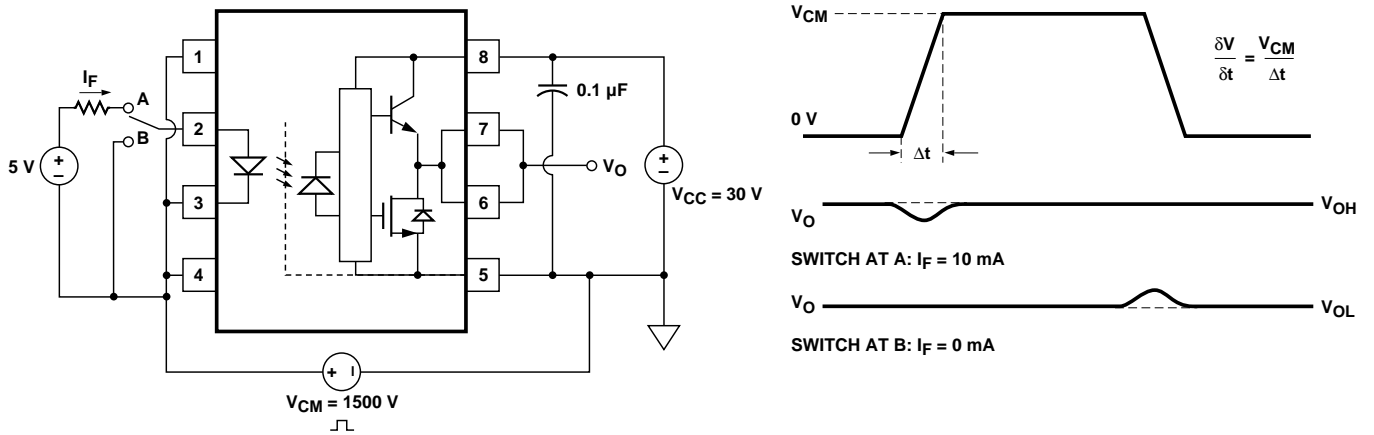 I_F
A
B
5 V
+
–
1
2
3
4
8
7
6
5
0.1 µF
V_O
+
–
V_CC = 30 V
+ I
V_CM = 1500 V
V_CM
0 V
Δt
δV
δt
=
V_CM
Δt
V_O
V_OH
SWITCH AT A: I_F = 10 mA
V_O
V_OL
SWITCH AT B: I_F = 0 mA